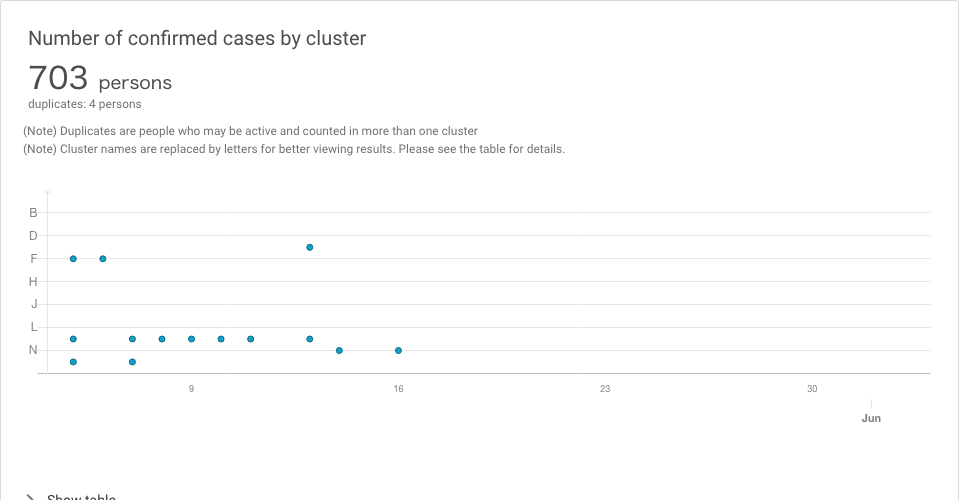 Number of confirmed cases by cluster
703 persons
duplicates: 4 persons
(Note) Duplicates are people who may be active and counted in more than one cluster
(Note) Cluster names are replaced by letters for better viewing results. Please see the table for details.
B
D
F
H
J
L
N
9 16 23 30
Jun
Show table